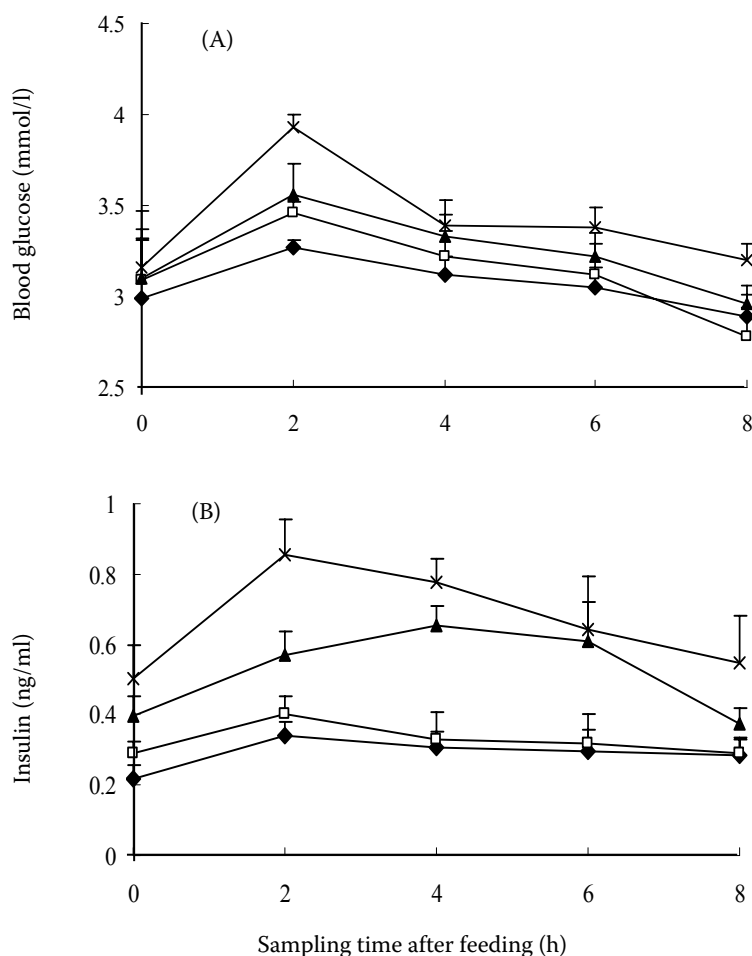 (A)
Blood glucose (mmol/l)
4.5
4
3.5
3
2.5
0 2 4 6 8
(B)
Insulin (ng/ml)
1
0.8
0.6
0.4
0.2
0
0 2 4 6 8
Sampling time after feeding (h)